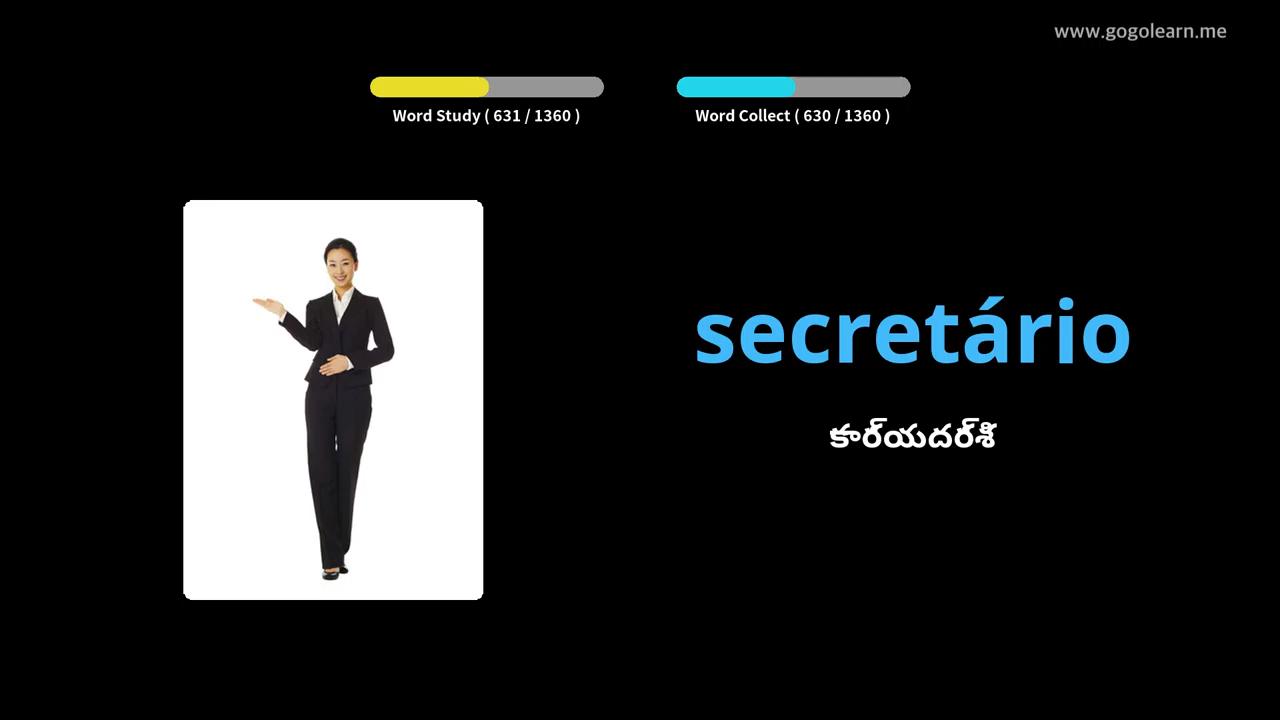 www.gogolearn.me
Word Study ( 631 / 1360 )
Word Collect ( 630 / 1360 )
secretário
కార్యదర్శి